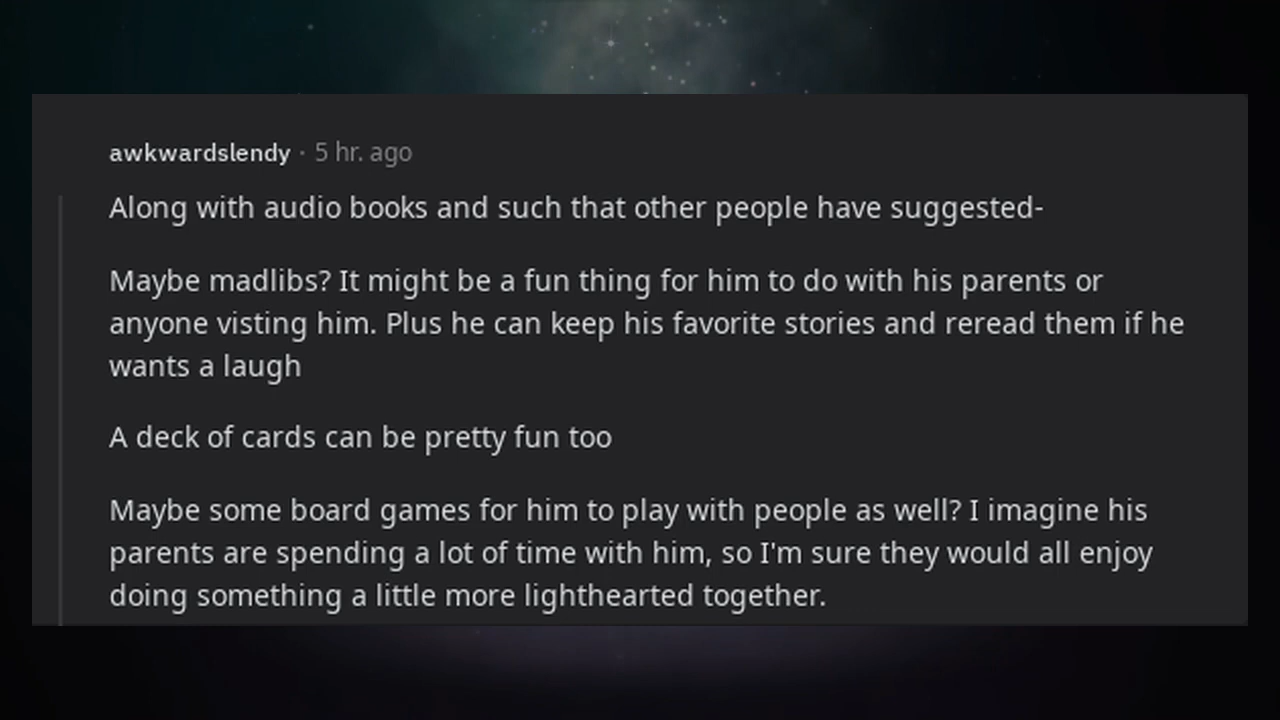 awkwardslendy · 5 hr. ago
Along with audio books and such that other people have suggested-
Maybe madlibs? It might be a fun thing for him to do with his parents or
anyone visting him. Plus he can keep his favorite stories and reread them if he
wants a laugh
A deck of cards can be pretty fun too
Maybe some board games for him to play with people as well? I imagine his
parents are spending a lot of time with him, so I'm sure they would all enjoy
doing something a little more lighthearted together.